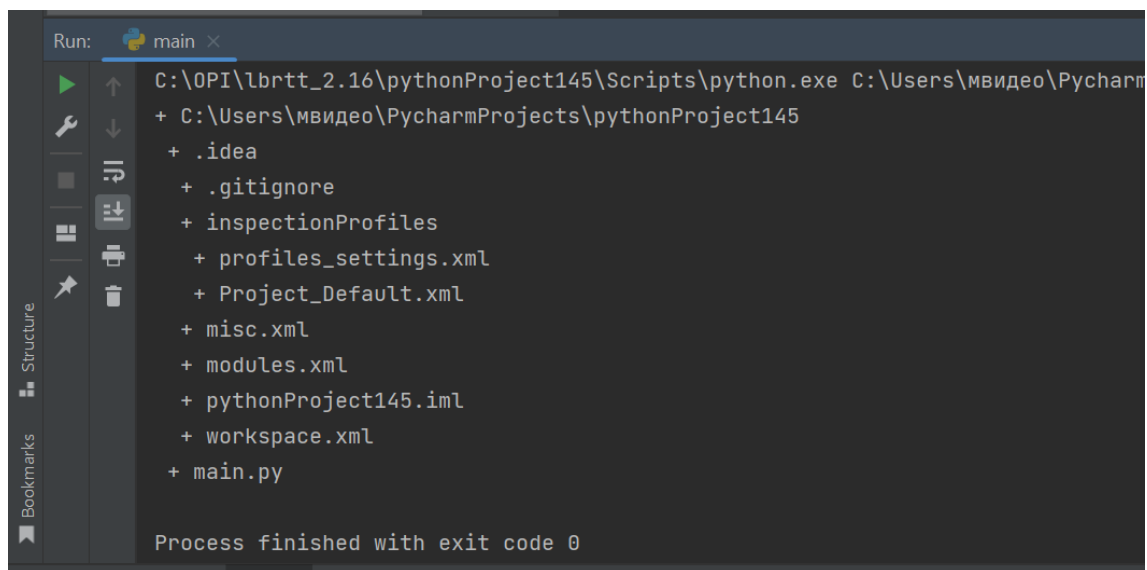 Run: main
C:\OPI\lbrtt_2.16\pythonProject145\Scripts\python.exe C:\Users\мвидео\Pycharm
+ C:\Users\мвидео\PycharmProjects\pythonProject145
+ .idea
+ .gitignore
+ inspectionProfiles
+ profiles_settings.xml
+ Project_Default.xml
+ misc.xml
+ modules.xml
+ pythonProject145.iml
+ workspace.xml
+ main.py
Process finished with exit code 0
Structure
Bookmarks